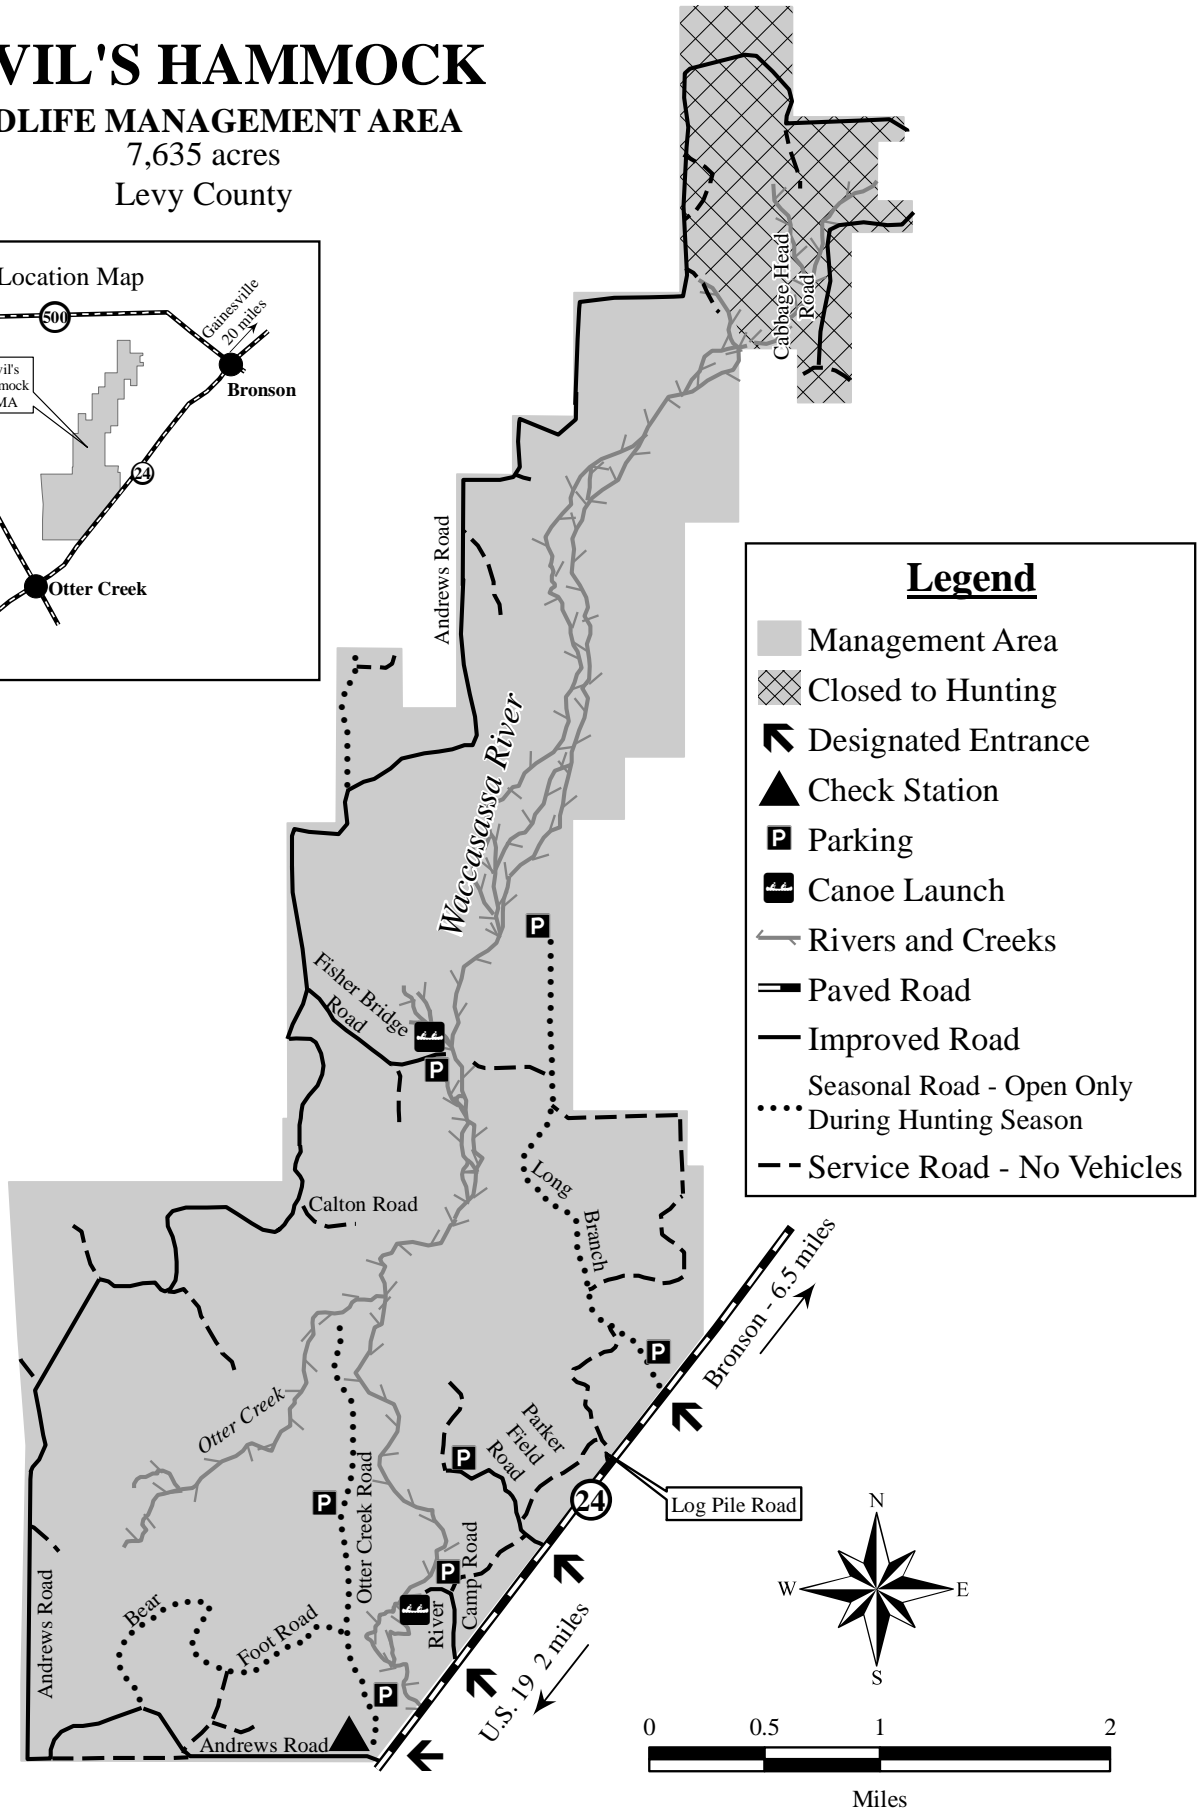 VIL'S HAMMOCK
DLIFE MANAGEMENT AREA
7,635 acres
Levy County
Location Map
500
Gainesville
20 miles
vil's
mock
MA
Bronson
24
Otter Creek
Cabbage Head
Road
Andrews Road
Waccasassa River
P
Fisher Bridge
Road
P
Calton Road
Long
Branch
P
Bronson - 6.5 miles
Otter Creek
Parker
Field
Road
P
P
24
Log Pile Road
Otter Creek Road
P
River
Camp Road
Bear
Foot Road
Andrews Road
P
Andrews Road
U.S. 19 2 miles
Legend
Management Area
Closed to Hunting
Designated Entrance
Check Station
P Parking
Canoe Launch
Rivers and Creeks
Paved Road
Improved Road
Seasonal Road - Open Only
During Hunting Season
Service Road - No Vehicles
N
W E
S
0 0.5 1 2
Miles